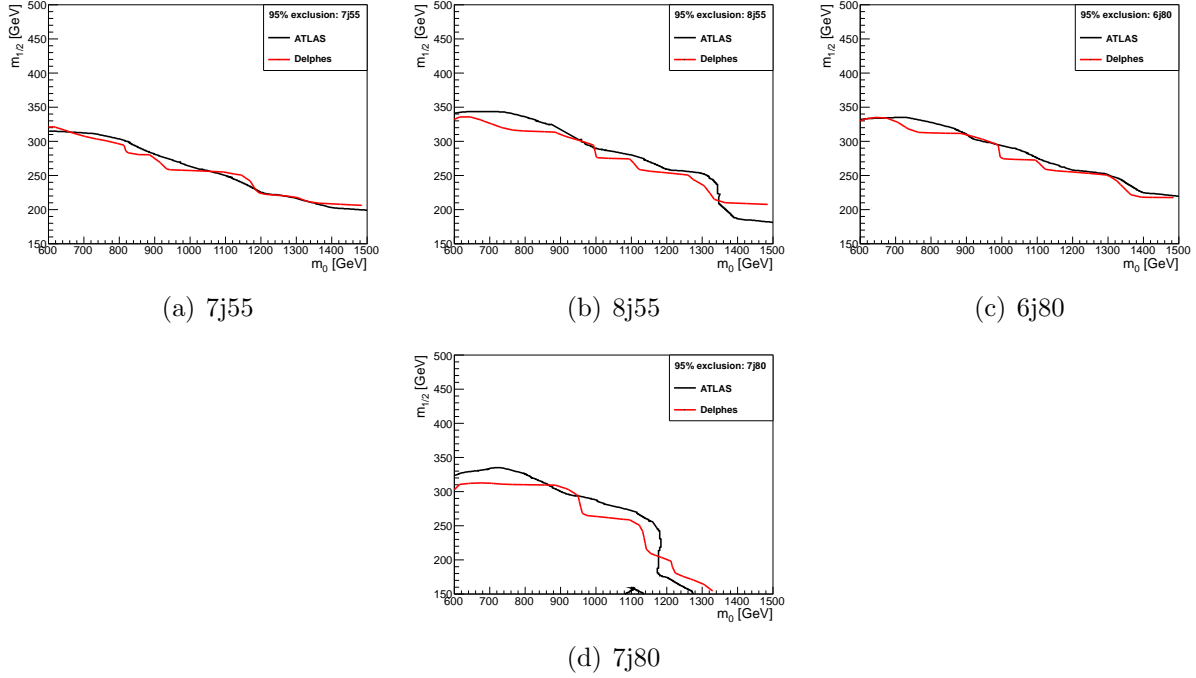 m1/2 [GeV]
500
450
400
350
300
250
200
150
600 700 800 900 1000 1100 1200 1300 1400 1500
m0 [GeV]
95% exclusion: 7j55
ATLAS
Delphes
(a) 7j55
m1/2 [GeV]
500
450
400
350
300
250
200
150
600 700 800 900 1000 1100 1200 1300 1400 1500
m0 [GeV]
95% exclusion: 8j55
ATLAS
Delphes
(b) 8j55
m1/2 [GeV]
500
450
400
350
300
250
200
150
600 700 800 900 1000 1100 1200 1300 1400 1500
m0 [GeV]
95% exclusion: 6j80
ATLAS
Delphes
(c) 6j80
m1/2 [GeV]
500
450
400
350
300
250
200
150
600 700 800 900 1000 1100 1200 1300 1400 1500
m0 [GeV]
95% exclusion: 7j80
ATLAS
Delphes
(d) 7j80